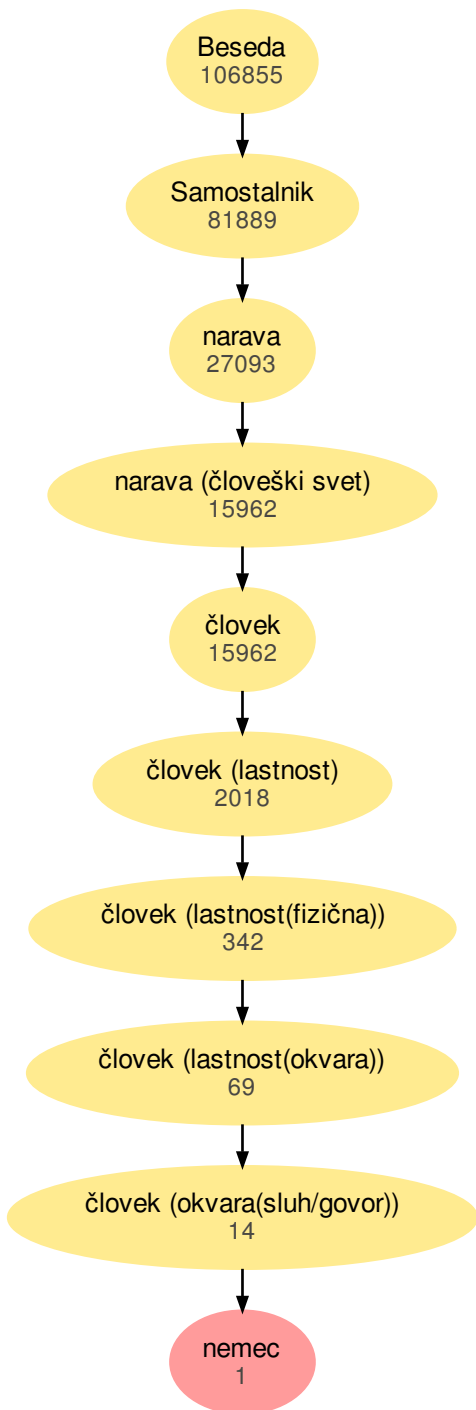 Beseda
106855
Samostalnik
81889
narava
27093
narava (človeški svet)
15962
človek
15962
človek (lastnost)
2018
človek (lastnost(fizična))
342
človek (lastnost(okvara))
69
človek (okvara(sluh/govor))
14
nemec
1